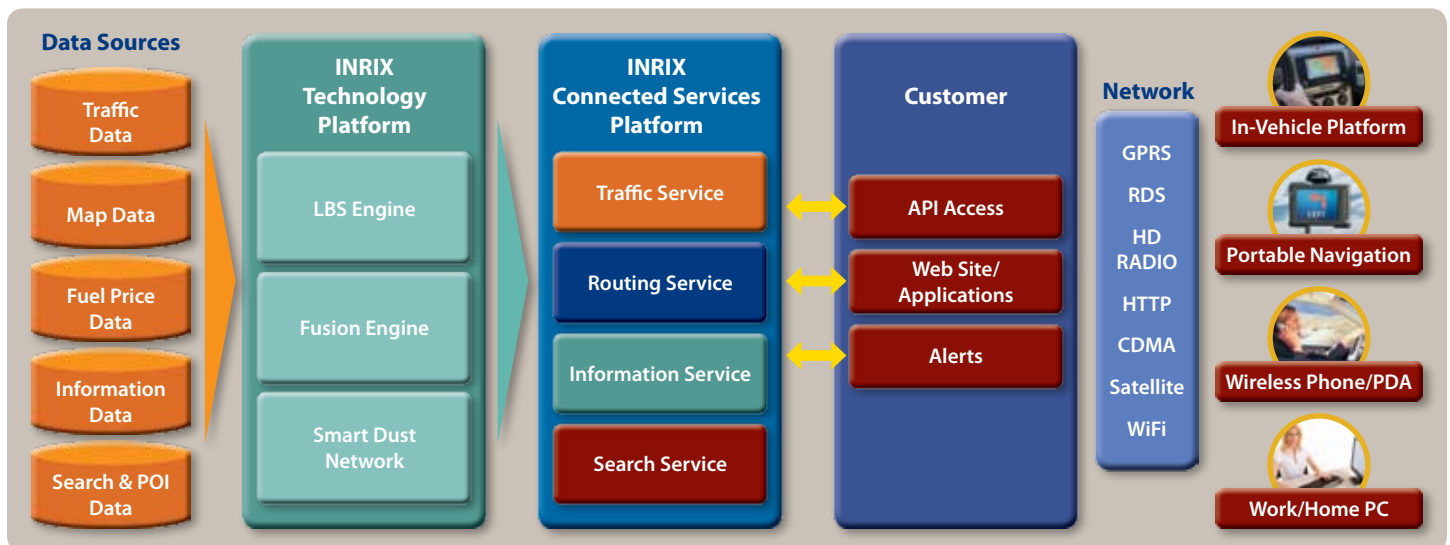 Data Sources
Traffic
Data
Map Data
Fuel Price
Data
Information
Data
Search & POI
Data
INRIX
Technology
Platform
LBS Engine
Fusion Engine
Smart Dust
Network
INRIX
Connected Services
Platform
Traffic Service
Routing Service
Information Service
Search Service
Customer
API Access
Web Site/
Applications
Alerts
Network
GPRS
RDS
HD
RADIO
HTTP
CDMA
Satellite
WiFi
In-Vehicle Platform
Portable Navigation
Wireless Phone/PDA
Work/Home PC